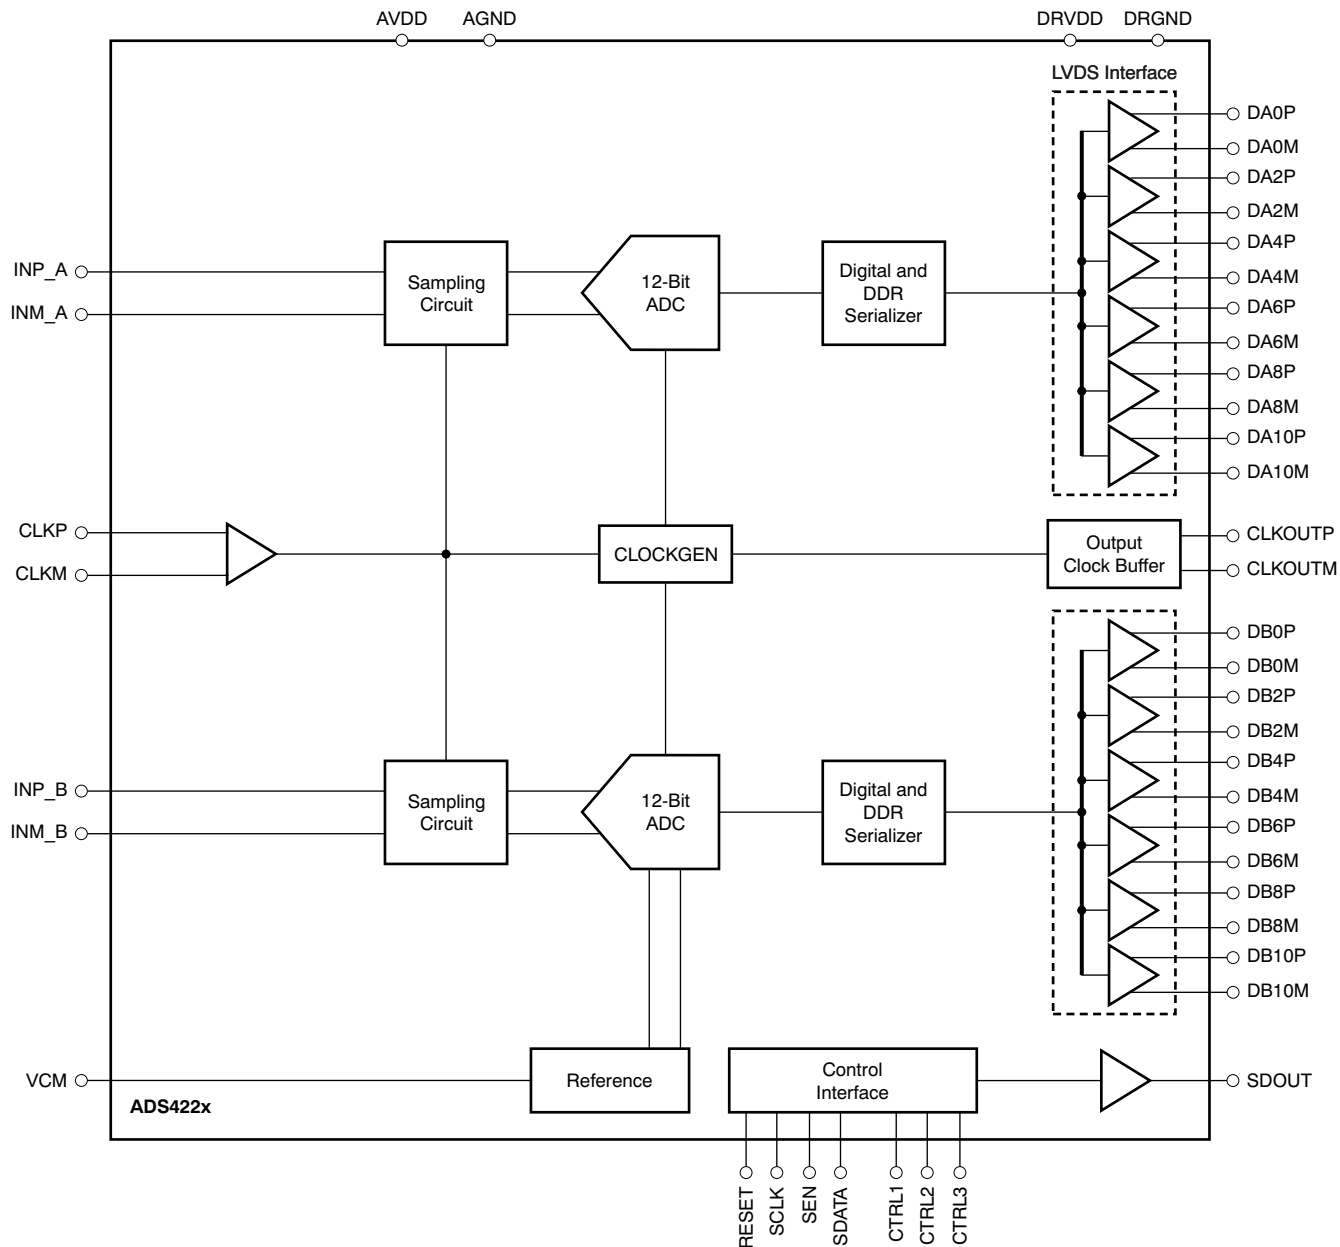 AVDD
AGND
DRVDD
DRGND
LVDS Interface
DA0P
DA0M
DA2P
DA2M
DA4P
DA4M
DA6P
DA6M
DA8P
DA8M
DA10P
DA10M
INP_A
INM_A
Sampling
Circuit
12-Bit
ADC
Digital and
DDR
Serializer
CLKP
CLKM
CLOCKGEN
Output
Clock Buffer
CLKOUTP
CLKOUTM
DB0P
DB0M
DB2P
DB2M
DB4P
DB4M
DB6P
DB6M
DB8P
DB8M
DB10P
DB10M
INP_B
INM_B
Sampling
Circuit
12-Bit
ADC
Digital and
DDR
Serializer
VCM
Reference
Control
Interface
SDOUT
ADS422x
RESET
SCLK
SEN
SDATA
CTRL1
CTRL2
CTRL3